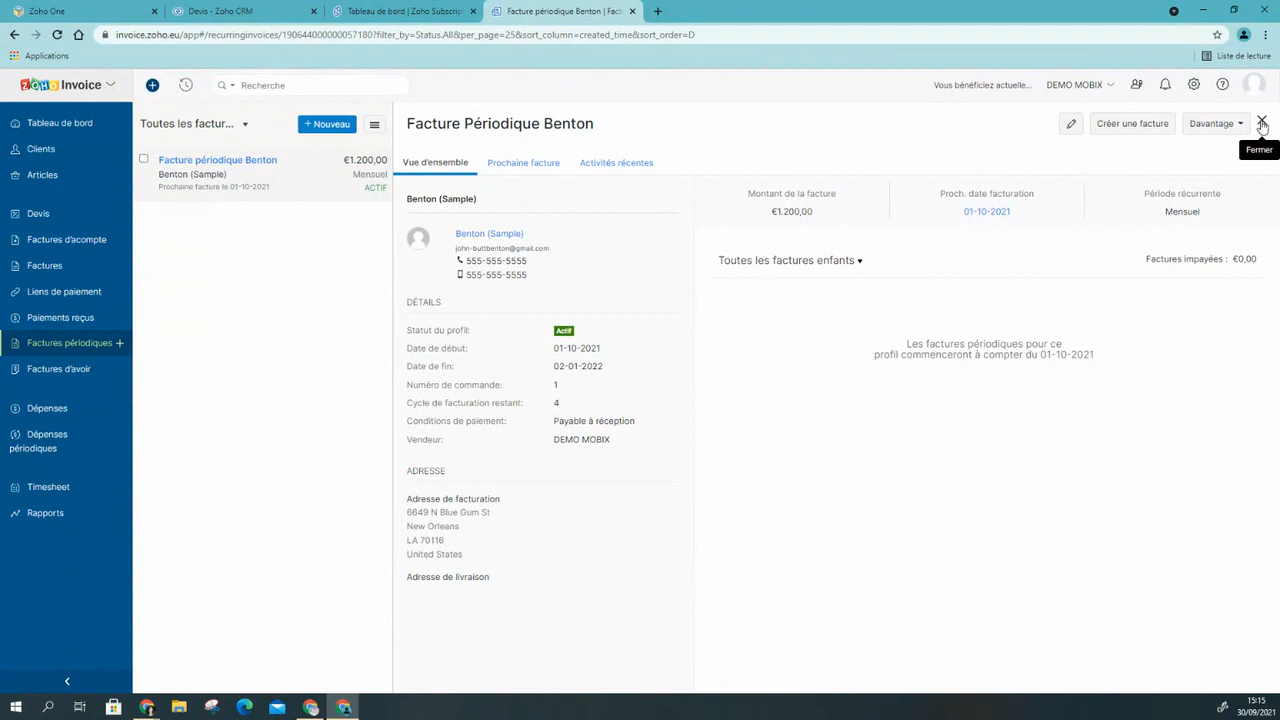 Zoho One
Devis - Zoho CRM
Tableau de bord | Zoho Subscript
Facture périodique Benton | Fact
invoice.zoho.eu/app#/recurringinvoices/190644000000057180?filter_by=Status.All&per_page=25&sort_column=created_time&sort_order=D
Applications
Liste de lecture
ZOHO Invoice
Recherche
Vous bénéficiez actuelle...
DEMO MOBIX
Tableau de bord
Clients
Articles
Devis
Factures d'acompte
Factures
Liens de paiement
Paiements reçus
Factures périodiques +
Factures d'avoir
Dépenses
Dépenses
périodiques
Timesheet
Rapports
Toutes les factur...
+ Nouveau
Facture périodique Benton €1.200,00
Benton (Sample) Mensuel
Prochaine facture le 01-10-2021 ACTIF
Facture Périodique Benton
Créer une facture
Davantage
Fermer
Vue d'ensemble
Prochaine facture
Activités récentes
Benton (Sample)
Benton (Sample)
john-buttbenton@gmail.com
555-555-5555
555-555-5555
DÉTAILS
Statut du profil: Actif
Date de début: 01-10-2021
Date de fin: 02-01-2022
Numéro de commande: 1
Cycle de facturation restant: 4
Conditions de paiement: Payable à réception
Vendeur: DEMO MOBIX
ADRESSE
Adresse de facturation
6649 N Blue Gum St
New Orleans
LA 70116
United States
Adresse de livraison
Montant de la facture
€1.200,00
Proch. date facturation
01-10-2021
Période récurrente
Mensuel
Toutes les factures enfants
Factures impayées : €0,00
Les factures périodiques pour ce
profil commenceront à compter du 01-10-2021
15:15
30/09/2021